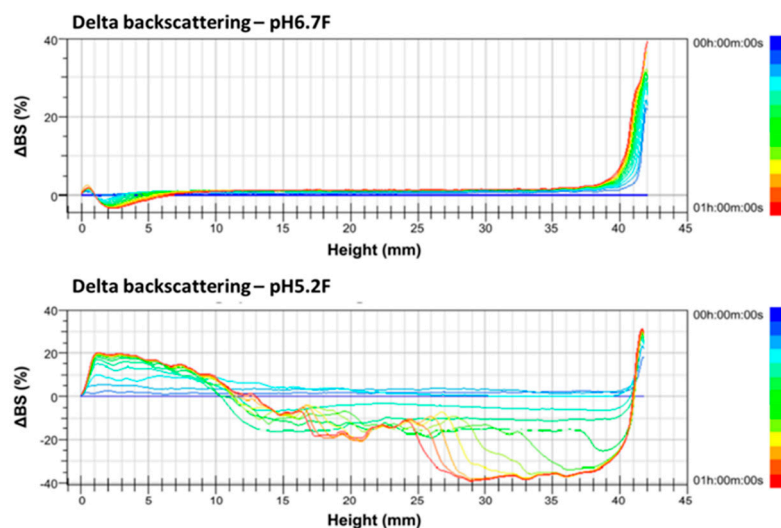 Delta backscattering – pH6.7F
40
20
0
ΔBS (%)
0 5 10 15 20 25 30 35 40 45
Height (mm)
00h:00m:00s
01h:00m:00s
Delta backscattering – pH5.2F
40
20
0
-20
-40
ΔBS (%)
0 5 10 15 20 25 30 35 40 45
Height (mm)
00h:00m:00s
01h:00m:00s